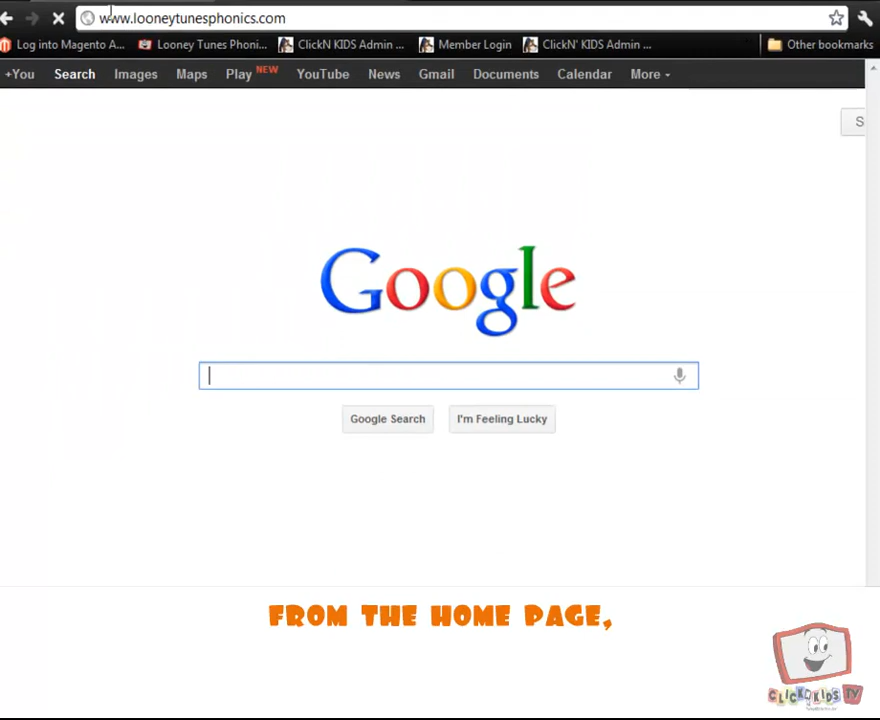 www.looneytunesphonics.com
Log into Magento A... Looney Tunes Phoni... ClickN KIDS Admin ... Member Login ClickN' KIDS Admin ... Other bookmarks
+You Search Images Maps Play NEW YouTube News Gmail Documents Calendar More
S
Google
Google Search I'm Feeling Lucky
FROM THE HOME PAGE,
CLICKNKIDS TV